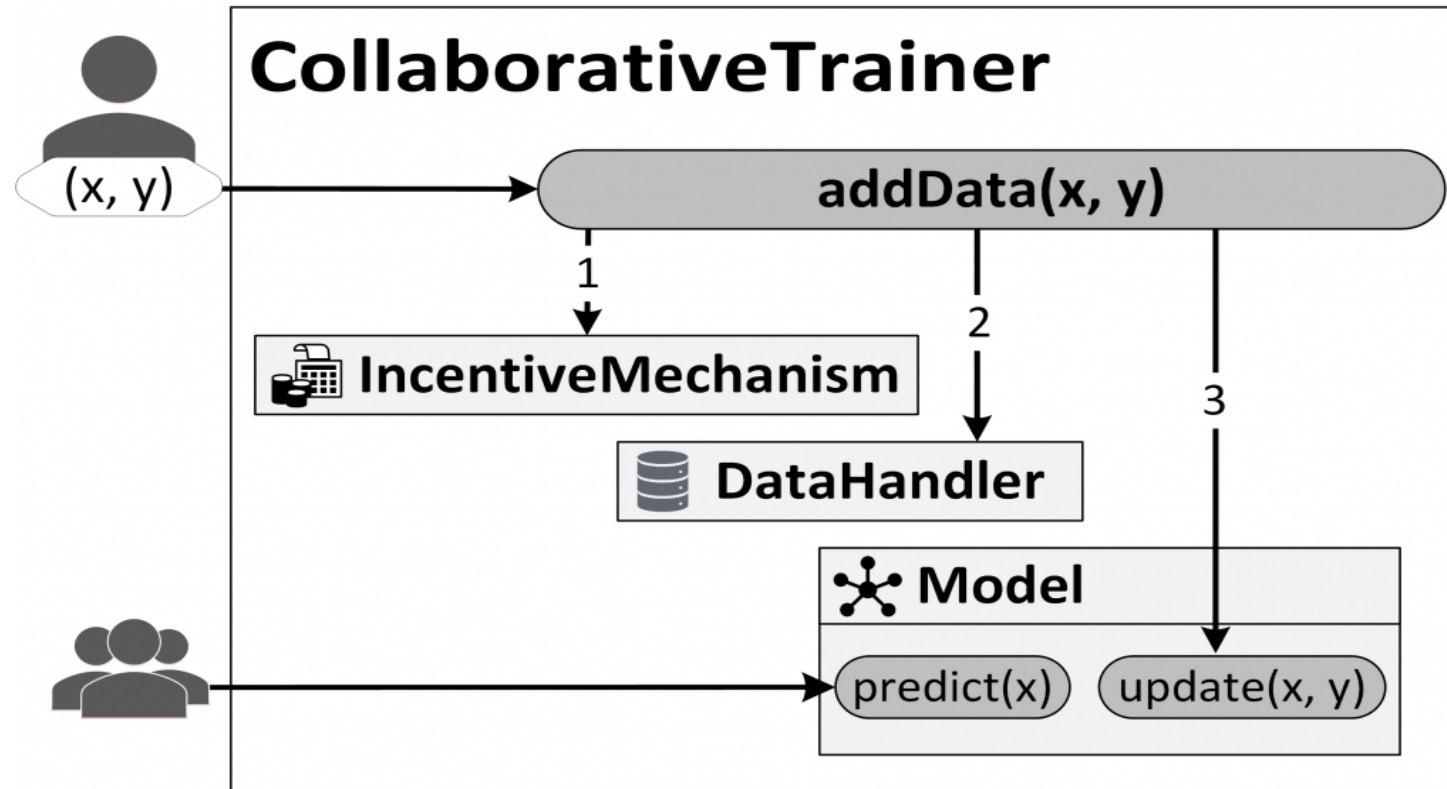 CollaborativeTrainer
(x, y)
addData(x, y)
1
2
IncentiveMechanism
3
DataHandler
Model
predict(x)
update(x, y)